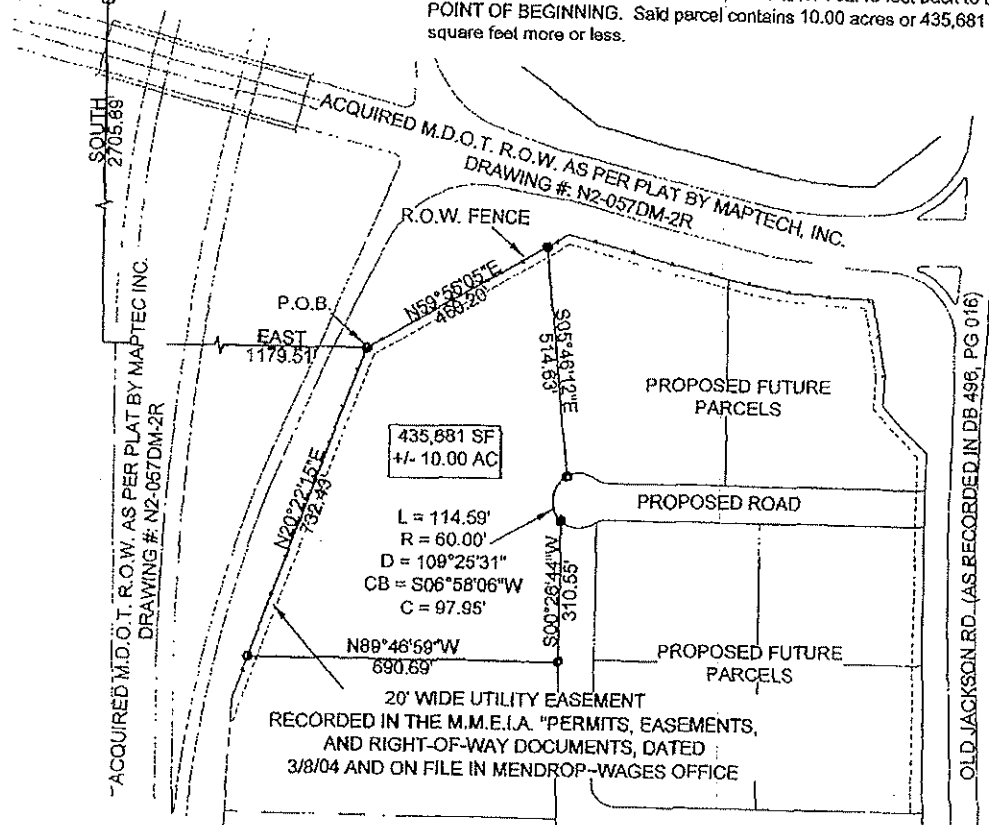 POINT OF BEGINNING. Said parcel contains 10.00 acres or 435,681
square feet more or less.
SOUTH
2705.89'
ACQUIRED M.D.O.T. R.O.W. AS PER PLAT BY MAPTECH, INC.
DRAWING #: N2-057DM-2R
R.O.W. FENCE
N59°56'05"E
469.20'
P.O.B.
EAST
1179.51'
S05°46'12"E
514.63'
PROPOSED FUTURE
PARCELS
435,681 SF
+/- 10.00 AC
N20°22'15"E
732.43'
PROPOSED ROAD
L = 114.59'
R = 60.00'
D = 109°25'31"
CB = S06°58'06"W
C = 97.95'
S00°26'44"W
310.55'
N89°46'59"W
690.69'
PROPOSED FUTURE
PARCELS
20' WIDE UTILITY EASEMENT
RECORDED IN THE M.M.E.I.A. "PERMITS, EASEMENTS,
AND RIGHT-OF-WAY DOCUMENTS, DATED
3/8/04 AND ON FILE IN MENDROP-WAGES OFFICE
ACQUIRED M.D.O.T. R.O.W. AS PER PLAT BY MAPTEC INC.
DRAWING #: N2-057DM-2R
OLD JACKSON RD. (AS RECORDED IN DB 496, PG 016)